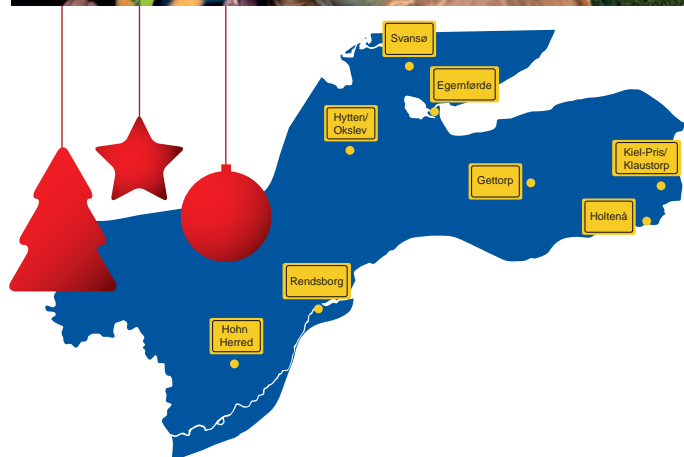 Svansø
Egernførde
Hytten/
Okslev
Kiel-Pris/
Klaustorp
Gettorp
Holtenå
Rendsborg
Hohn
Herred